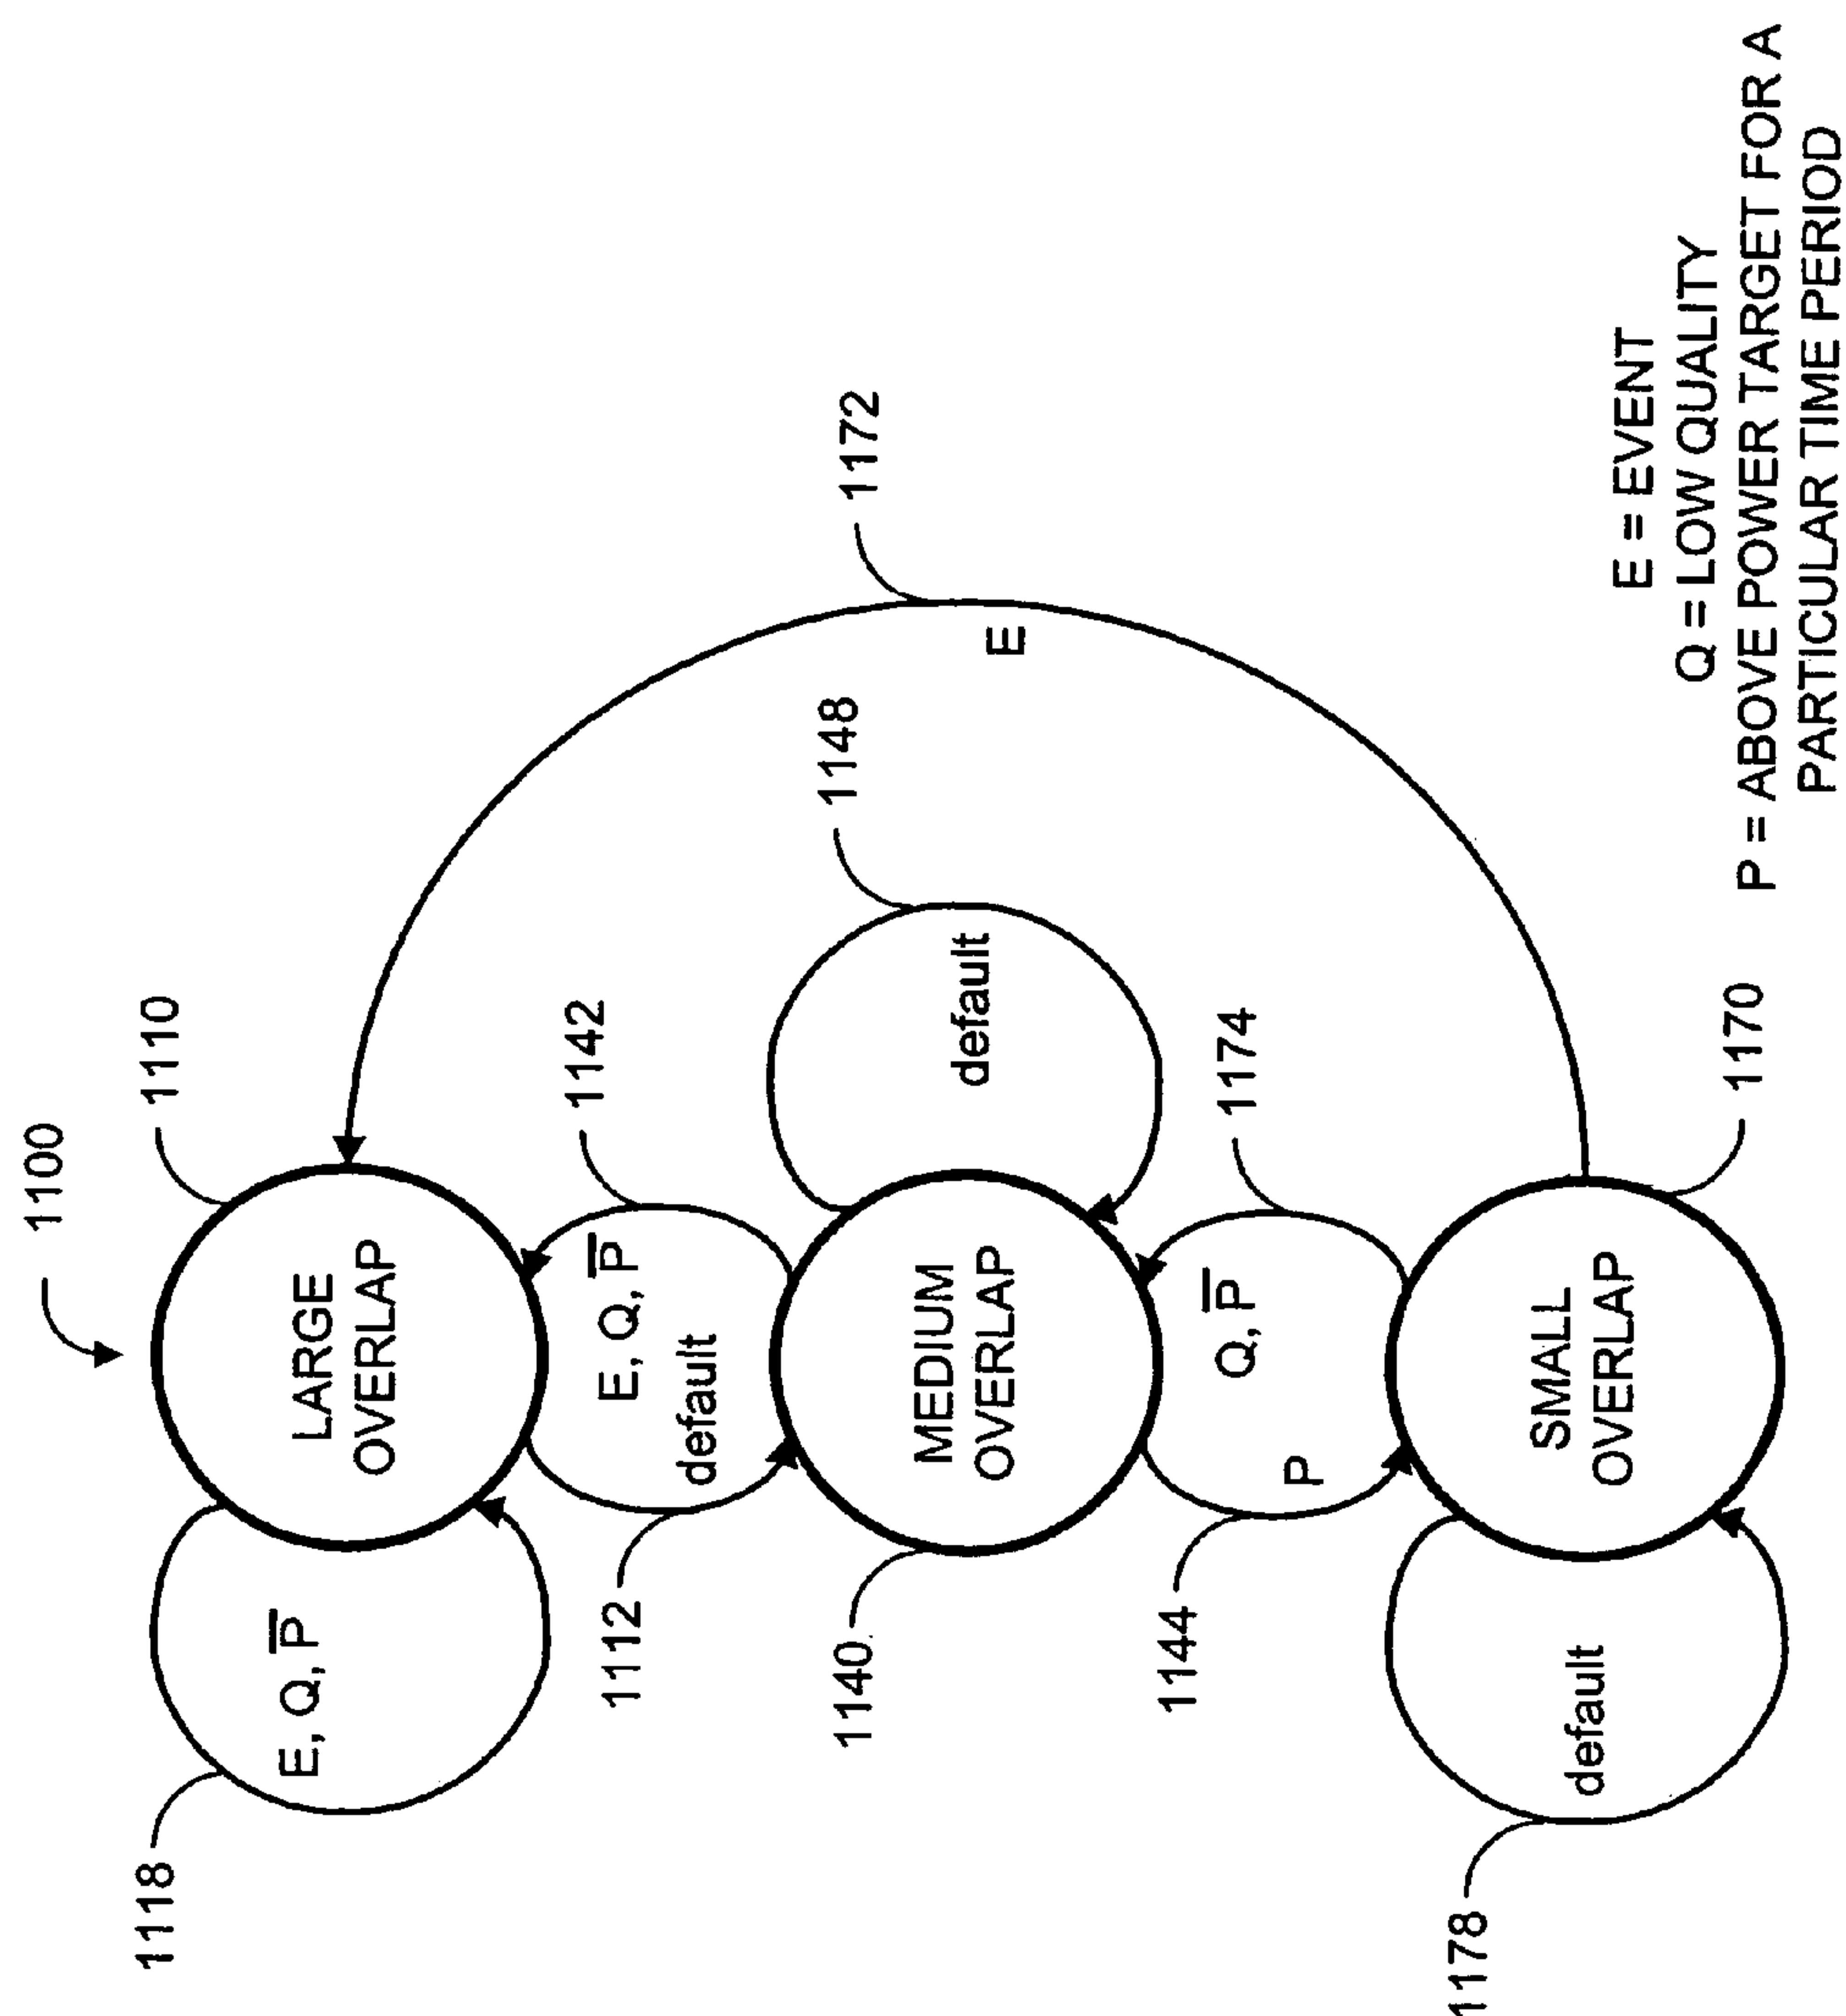 1100
1118
1110
E, Q, P̅
LARGE
OVERLAP
1142
1112
E, Q, P̅
default
1148
1140
1172
MEDIUM
OVERLAP
default
E
1144
1174
Q, P̅
P
1178
default
SMALL
OVERLAP
1170
E = EVENT
Q = LOW QUALITY
P = ABOVE POWER TARGET FOR A
PARTICULAR TIME PERIOD